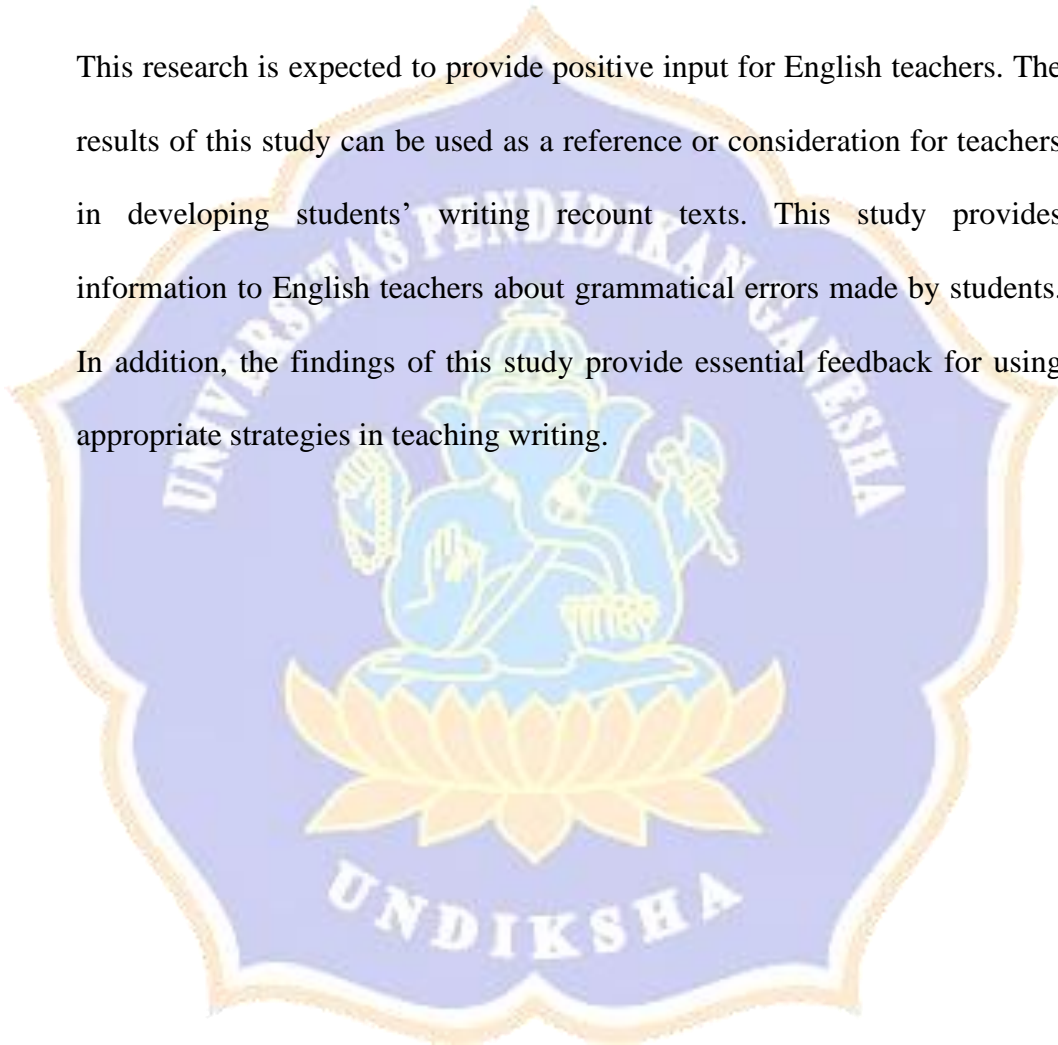 This research is expected to provide positive input for English teachers. The
results of this study can be used as a reference or consideration for teachers
in developing students’ writing recount texts. This study provides
information to English teachers about grammatical errors made by students.
In addition, the findings of this study provide essential feedback for using
appropriate strategies in teaching writing.
UNIVERSITAS PENDIDIKAN GANESHA
UNDIKSHA